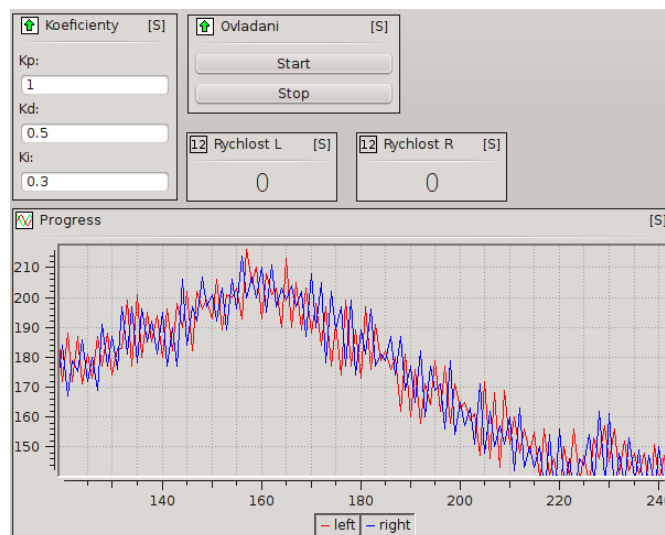 Koeficienty [S]
Kp:
1
Kd:
0.5
Ki:
0.3
Ovladani [S]
Start
Stop
12 Rychlost L [S]
0
12 Rychlost R [S]
0
Progress [S]
210
200
190
180
170
160
150
140 160 180 200 220 240
left right